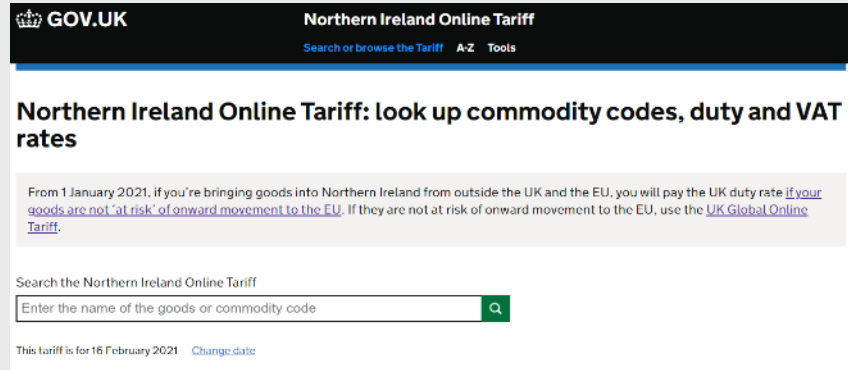 GOV.UK
Northern Ireland Online Tariff
Search or browse the Tariff A-Z Tools
Northern Ireland Online Tariff: look up commodity codes, duty and VAT
rates
From 1 January 2021, if you're bringing goods into Northern Ireland from outside the UK and the EU, you will pay the UK duty rate if your
goods are not 'at risk' of onward movement to the EU. If they are not at risk of onward movement to the EU, use the UK Global Online
Tariff.
Search the Northern Ireland Online Tariff
Enter the name of the goods or commodity code
This tariff is for 16 February 2021 Change date